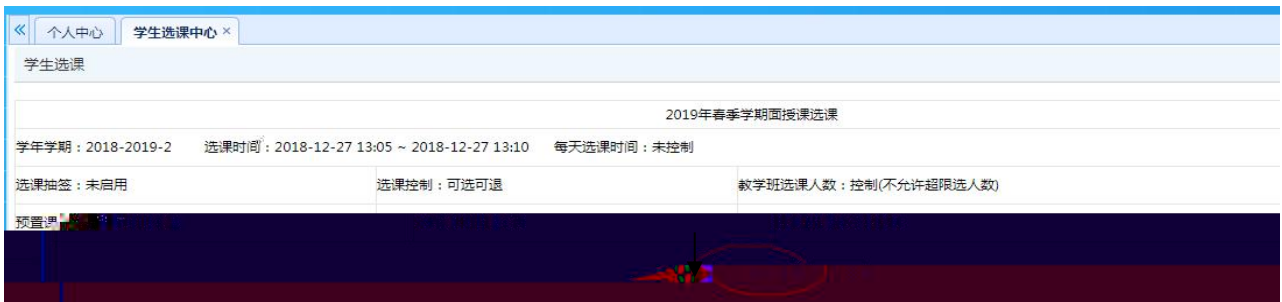 个人中心 学生选课中心
学生选课
2019年春季学期面授课选课
学年学期：2018-2019-2 选课时间：2018-12-27 13:05 ~ 2018-12-27 13:10 每天选课时间：未控制
选课抽签：未启用 选课控制：可选可退 教学班选课人数：控制(不允许超限选人数)
预置课